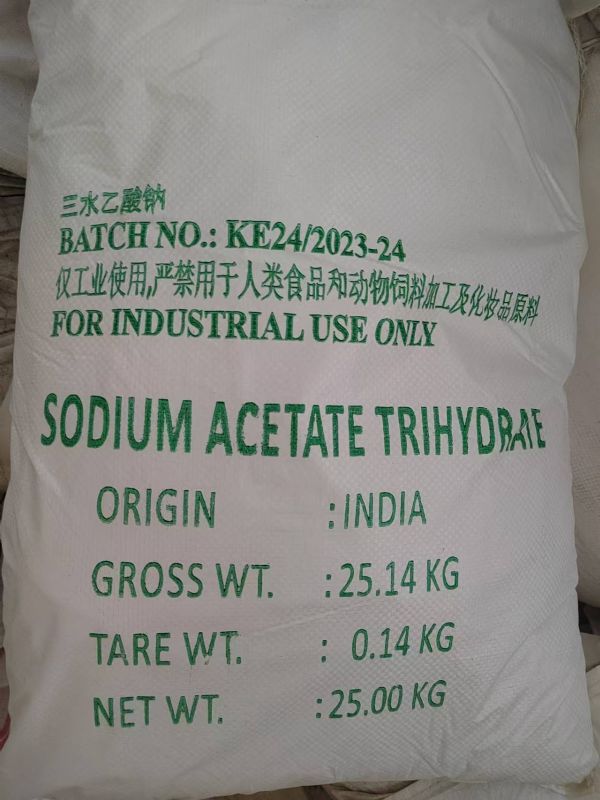 三水乙酸钠
BATCH NO.: KE24/2023-24
仅工业使用,严禁用于人类食品和动物饲料加工及化妆品原料
FOR INDUSTRIAL USE ONLY
SODIUM ACETATE TRIHYDRATE
ORIGIN : INDIA
GROSS WT. : 25.14 KG
TARE WT. : 0.14 KG
NET WT. : 25.00 KG